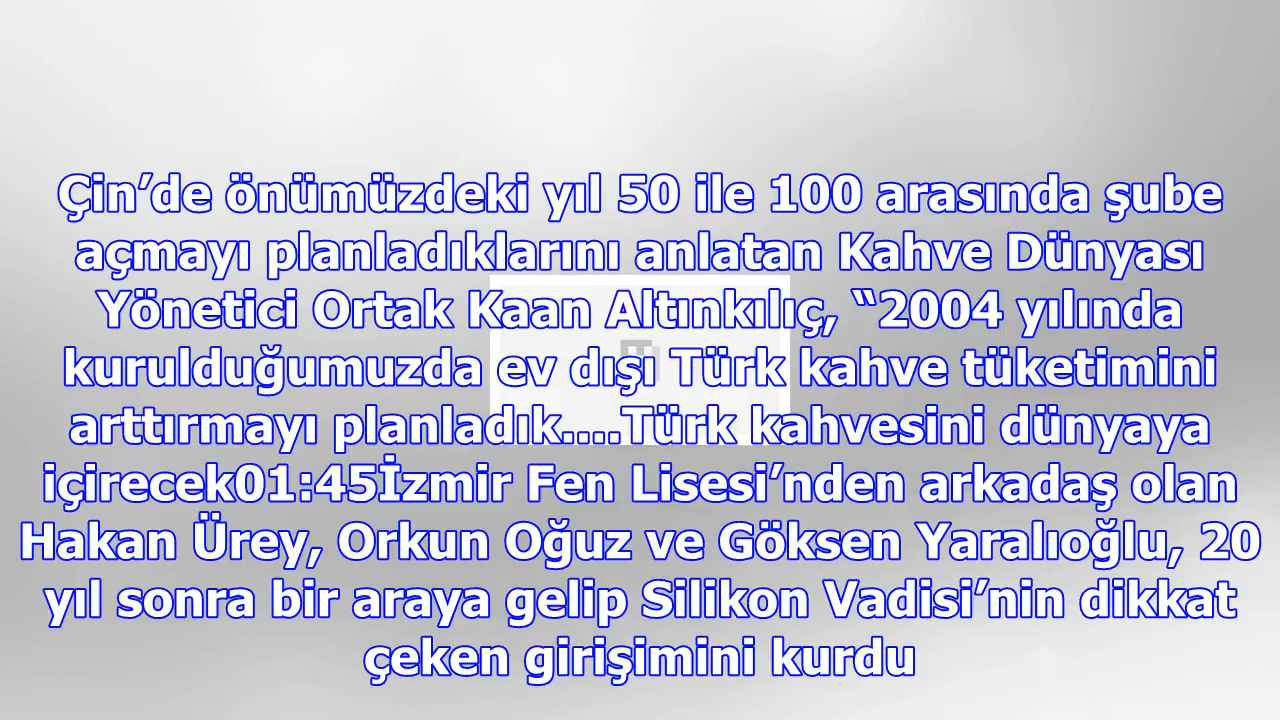 Çin’de önümüzdeki yıl 50 ile 100 arasında şube
açmayı planladıklarını anlatan Kahve Dünyası
Yönetici Ortak Kaan Altınkılıç, “2004 yılında
kurulduğumuzda ev dışı Türk kahve tüketimini
arttırmayı planladık....Türk kahvesini dünyaya
içirecek01:45İzmir Fen Lisesi’nden arkadaş olan
Hakan Ürey, Orkun Oğuz ve Göksen Yaralıoğlu, 20
yıl sonra bir araya gelip Silikon Vadisi’nin dikkat
çeken girişimini kurdu